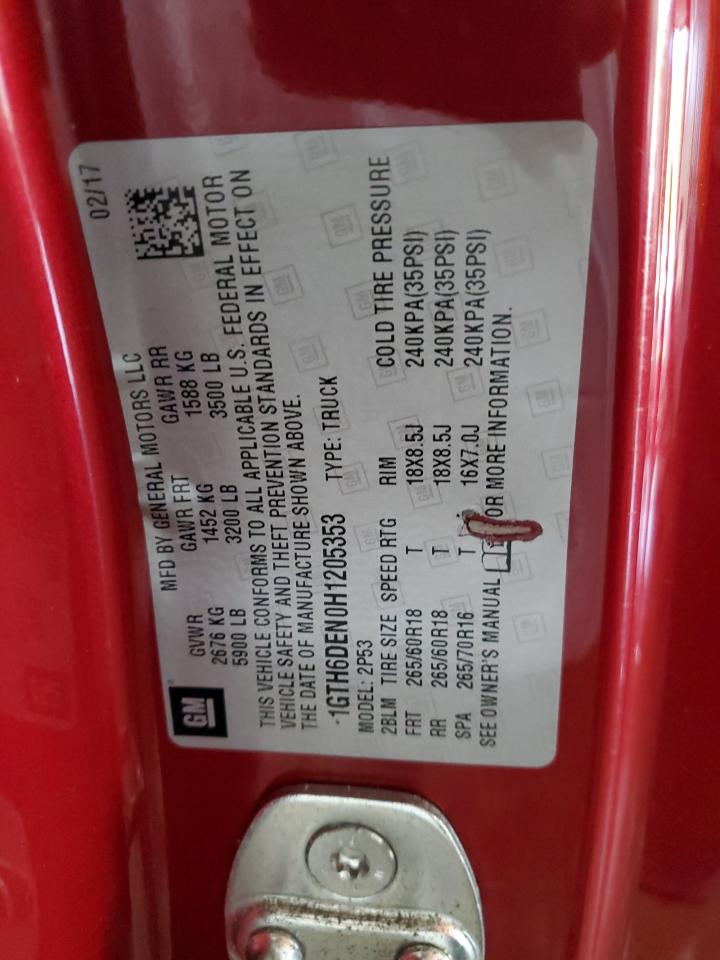 02/17
MFD BY GENERAL MOTORS LLC
GM
GVWR GAWR FRT GAWR RR
2676 KG 1452 KG 1588 KG
5900 LB 3200 LB 3500 LB
THIS VEHICLE CONFORMS TO ALL APPLICABLE U.S. FEDERAL MOTOR
VEHICLE SAFETY AND THEFT PREVENTION STANDARDS IN EFFECT ON
THE DATE OF MANUFACTURE SHOWN ABOVE.
1GTH6DEN0H1205353 TYPE: TRUCK
MODEL: 2P53
2BLM TIRE SIZE SPEED RTG RIM COLD TIRE PRESSURE
FRT 265/60R18 T 18X8.5J 240KPA(35PSI)
RR 265/60R18 T 18X8.5J 240KPA(35PSI)
SPA 265/70R16 T 16X7.0J 240KPA(35PSI)
SEE OWNER'S MANUAL OR MORE INFORMATION.